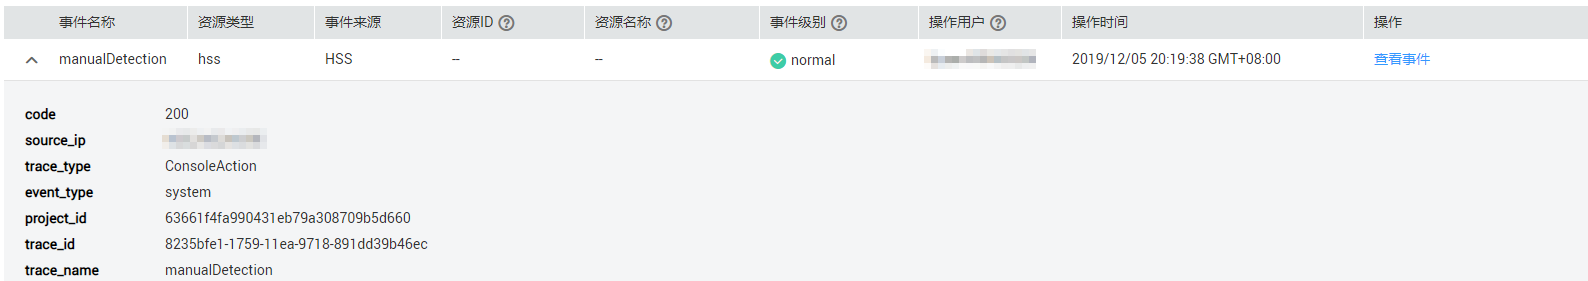 事件名称 资源类型 事件来源 资源ID ? 资源名称 ? 事件级别 ? 操作用户 ? 操作时间 操作
manualDetection hss HSS -- -- normal 2019/12/05 20:19:38 GMT+08:00 查看事件
code 200
source_ip
trace_type ConsoleAction
event_type system
project_id 63661f4fa990431eb79a308709b5d660
trace_id 8235bfe1-1759-11ea-9718-891dd39b46ec
trace_name manualDetection